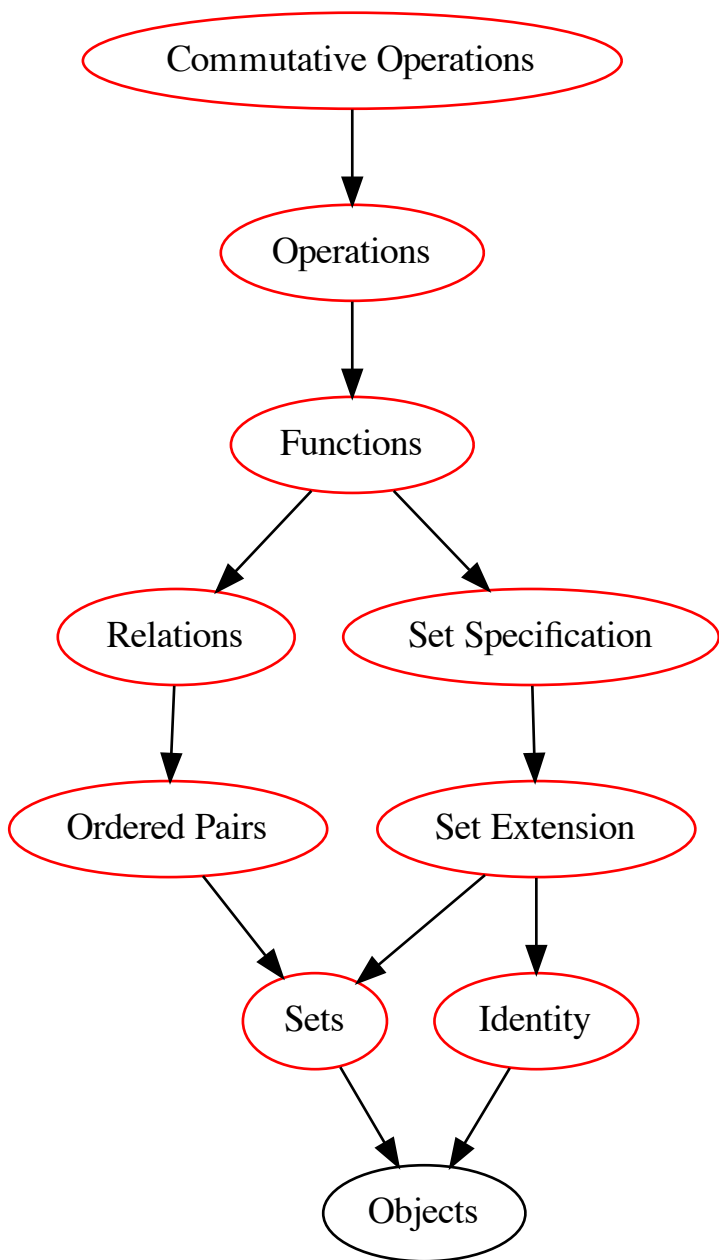 Commutative Operations
Operations
Functions
Relations
Set Specification
Ordered Pairs
Set Extension
Sets
Identity
Objects